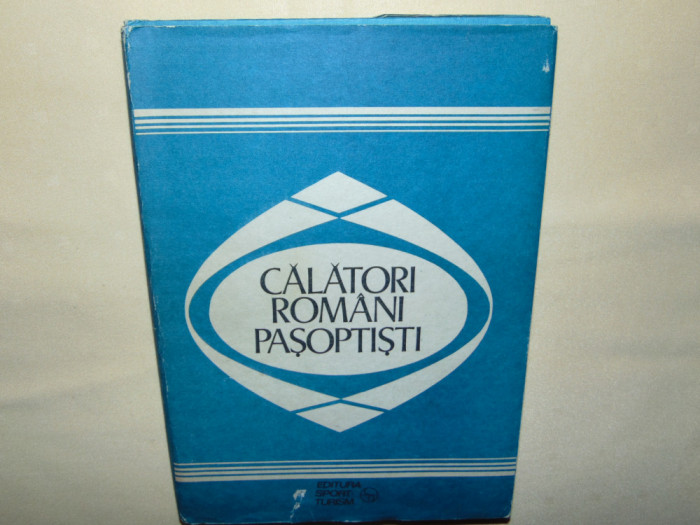 CĂLĂTORI
ROMÂNI
PAȘOPTIȘTI
EDITURA
SPORT-
TURISM